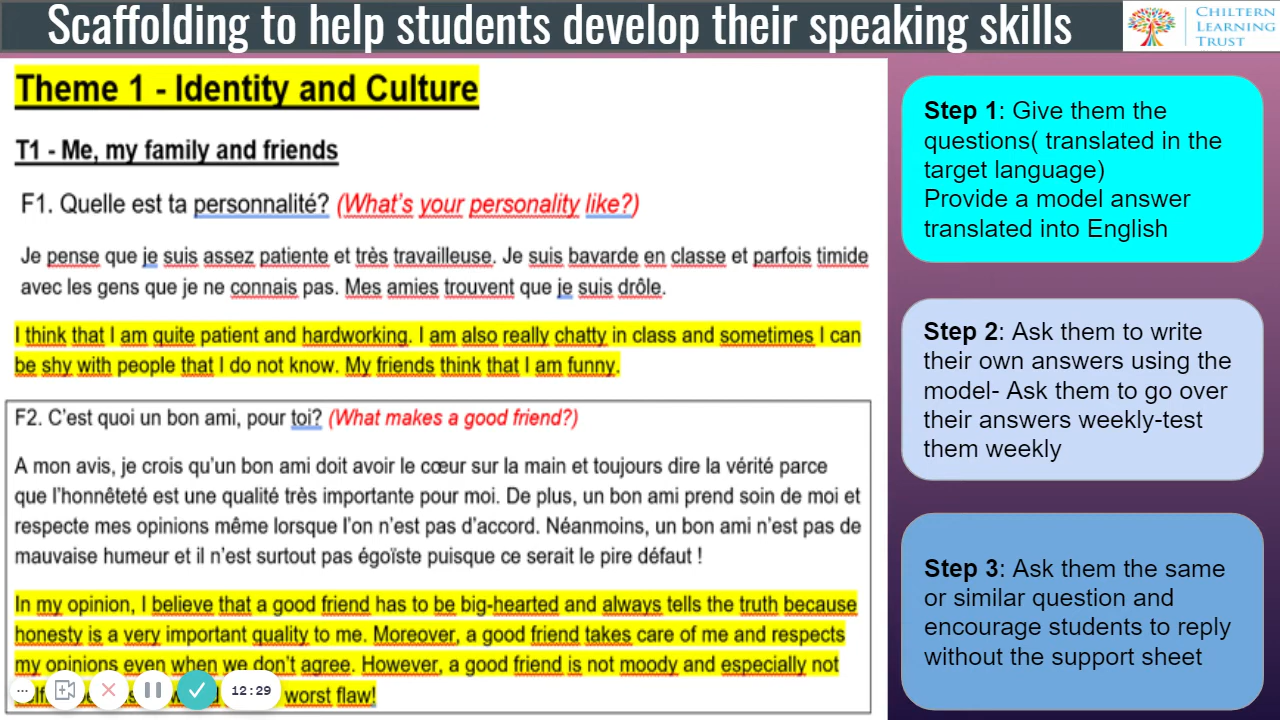 Scaffolding to help students develop their speaking skills
CHILTERN
LEARNING
TRUST
Theme 1 - Identity and Culture
T1 - Me, my family and friends
F1. Quelle est ta personnalité? (What's your personality like?)
Je pense que je suis assez patiente et très travailleuse. Je suis bavarde en classe et parfois timide
avec les gens que je ne connais pas. Mes amies trouvent que je suis drôle.
I think that I am quite patient and hardworking. I am also really chatty in class and sometimes I can
be shy with people that I do not know. My friends think that I am funny.
F2. C'est quoi un bon ami, pour toi? (What makes a good friend?)
A mon avis, je crois qu'un bon ami doit avoir le cœur sur la main et toujours dire la vérité parce
que l'honnêteté est une qualité très importante pour moi. De plus, un bon ami prend soin de moi et
respecte mes opinions même lorsque l'on n'est pas d'accord. Néanmoins, un bon ami n'est pas de
mauvaise humeur et il n'est surtout pas égoïste puisque ce serait le pire défaut !
In my opinion, I believe that a good friend has to be big-hearted and always tells the truth because
honesty is a very important quality to me. Moreover, a good friend takes care of me and respects
my opinions even when we don't agree. However, a good friend is not moody and especially not
worst flaw!
12:29
Step 1: Give them the
questions( translated in the
target language)
Provide a model answer
translated into English
Step 2: Ask them to write
their own answers using the
model- Ask them to go over
their answers weekly-test
them weekly
Step 3: Ask them the same
or similar question and
encourage students to reply
without the support sheet